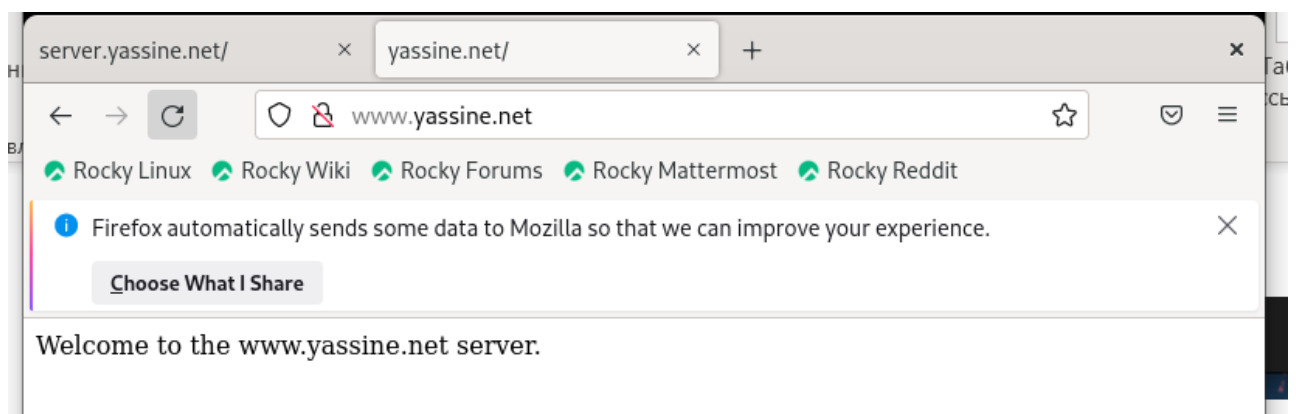 server.yassine.net/ yassine.net/
www.yassine.net
Rocky Linux Rocky Wiki Rocky Forums Rocky Mattermost Rocky Reddit
Firefox automatically sends some data to Mozilla so that we can improve your experience.
Choose What I Share
Welcome to the www.yassine.net server.